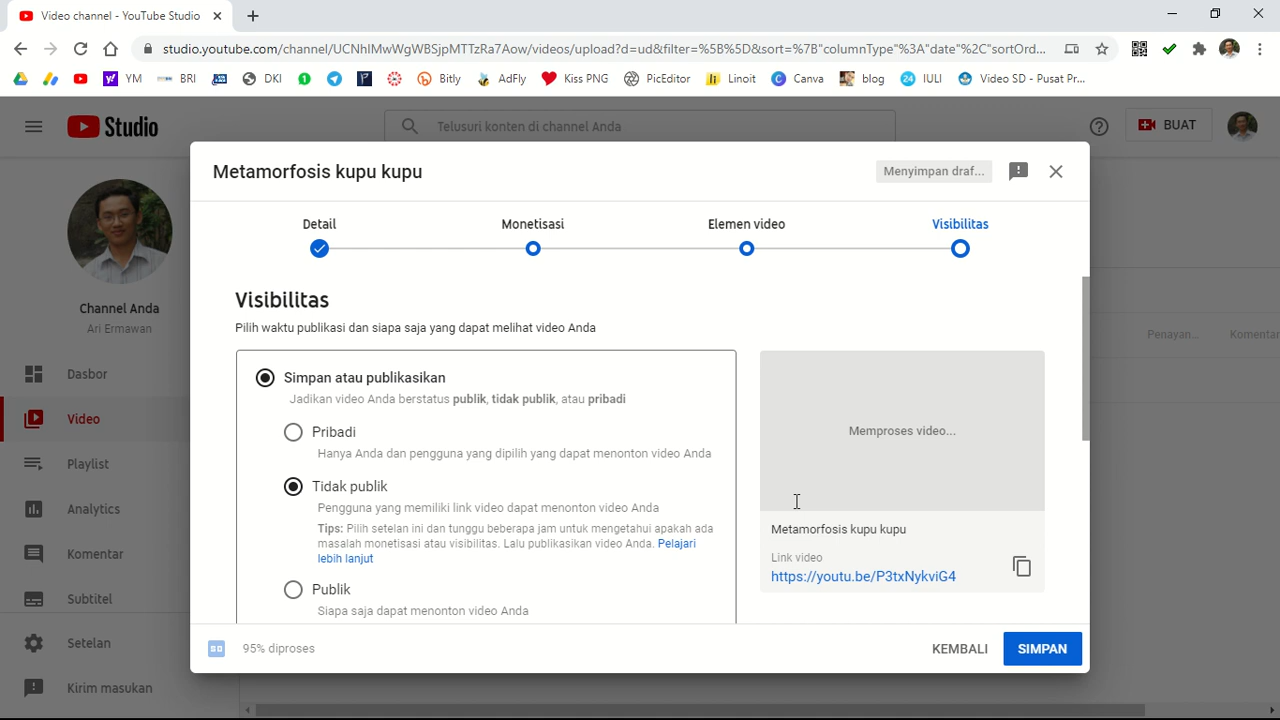 Video channel - YouTube Studio
studio.youtube.com/channel/UCNhIMwWgWBSjpMTTzRa7Aow/videos/upload?d=ud&filter=%5B%5D&sort=%7B"columnType"%3A"date"%2C"sortOrd...
YM
BRI
DKI
Bitly
AdFly
Kiss PNG
PicEditor
Linoit
Canva
blog
IULI
Video SD - Pusat Pr...
Studio
Telusuri konten di channel Anda
BUAT
Metamorfosis kupu kupu
Menyimpan draf...
Detail
Monetisasi
Elemen video
Visibilitas
Channel Anda
Ari Ermawan
Dasbor
Video
Playlist
Analytics
Komentar
Subtitel
Setelan
Kirim masukan
Penayan...
Komentar
Visibilitas
Pilih waktu publikasi dan siapa saja yang dapat melihat video Anda
Simpan atau publikasikan
Jadikan video Anda berstatus publik, tidak publik, atau pribadi
Pribadi
Hanya Anda dan pengguna yang dipilih yang dapat menonton video Anda
Tidak publik
Pengguna yang memiliki link video dapat menonton video Anda
Tips: Pilih setelan ini dan tunggu beberapa jam untuk mengetahui apakah ada
masalah monetisasi atau visibilitas. Lalu publikasikan video Anda. Pelajari
lebih lanjut
Publik
Siapa saja dapat menonton video Anda
Memproses video...
Metamorfosis kupu kupu
Link video
https://youtu.be/P3txNykviG4
SD
95% diproses
KEMBALI
SIMPAN